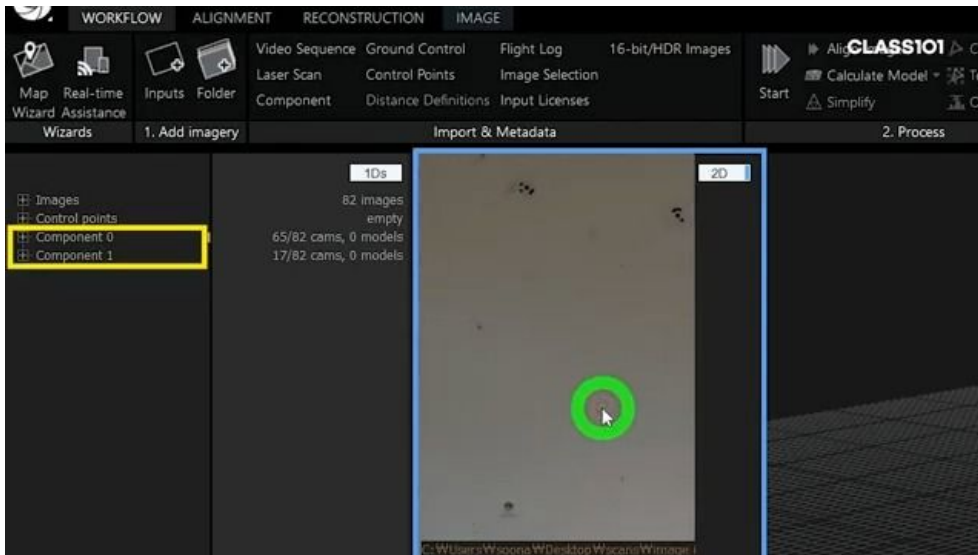 WORKFLOW ALIGNMENT RECONSTRUCTION IMAGE
Video Sequence Ground Control Flight Log 16-bit/HDR Images
Laser Scan Control Points Image Selection
Component Distance Definitions Input Licenses
Map Wizard
Real-time Assistance
Inputs Folder
Start
CLASS101
Calculate Model
Simplify
Wizards 1. Add imagery Import & Metadata 2. Process
1Ds 2D
Images 82 images
Control points empty
Component 0 65/82 cams, 0 models
Component 1 17/82 cams, 0 models